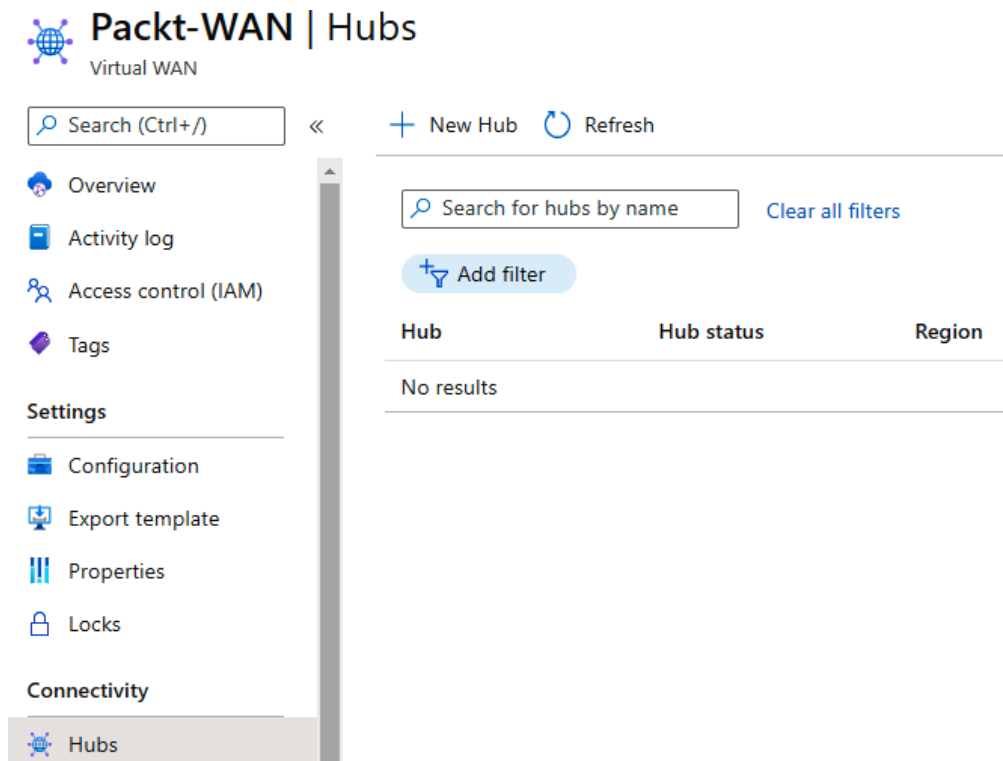 Packt-WAN | Hubs
Virtual WAN
Search (Ctrl+/)
«
Overview
Activity log
Access control (IAM)
Tags
Settings
Configuration
Export template
Properties
Locks
Connectivity
Hubs
New Hub
Refresh
Search for hubs by name
Clear all filters
Add filter
Hub Hub status Region
No results